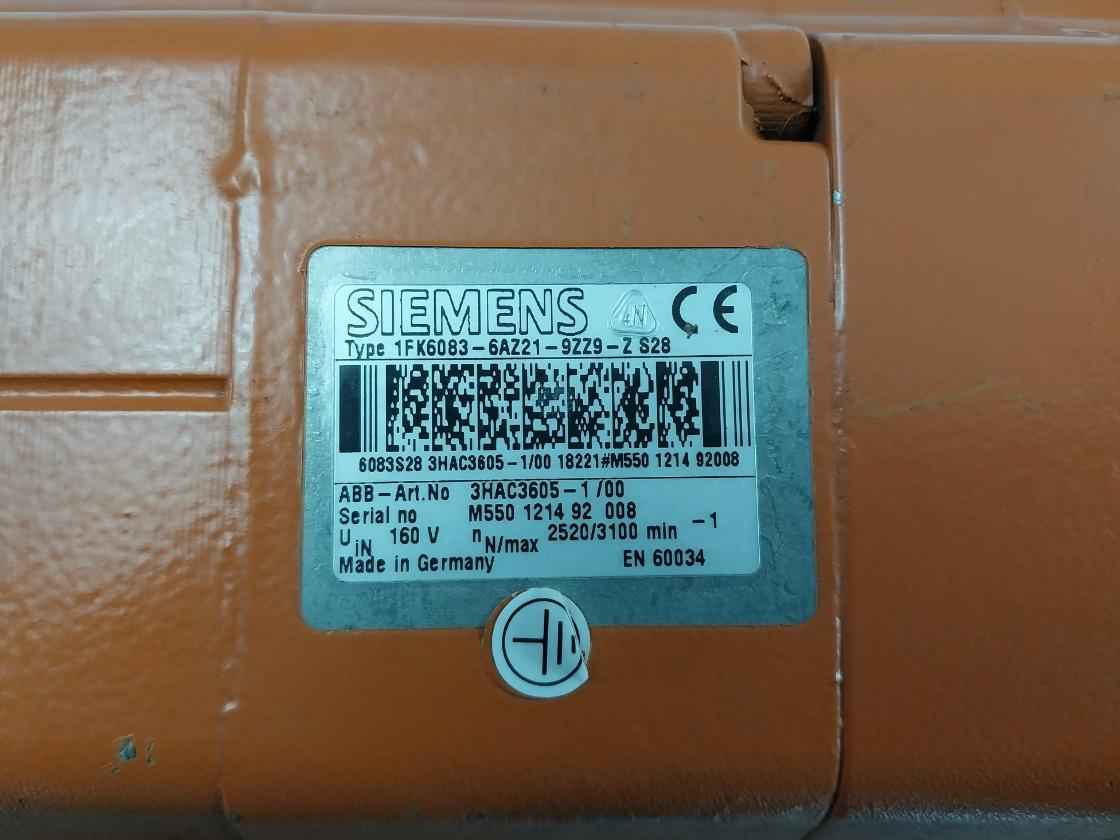 SIEMENS
Type 1FK6083-6AZ21-9ZZ9-Z S28
6083S28 3HAC3605-1/00 18221#M550 1214 92008
ABB-Art.No 3HAC3605-1 /00
Serial no M550 1214 92 008
U iN 160 V n N/max 2520/3100 min -1
Made in Germany EN 60034